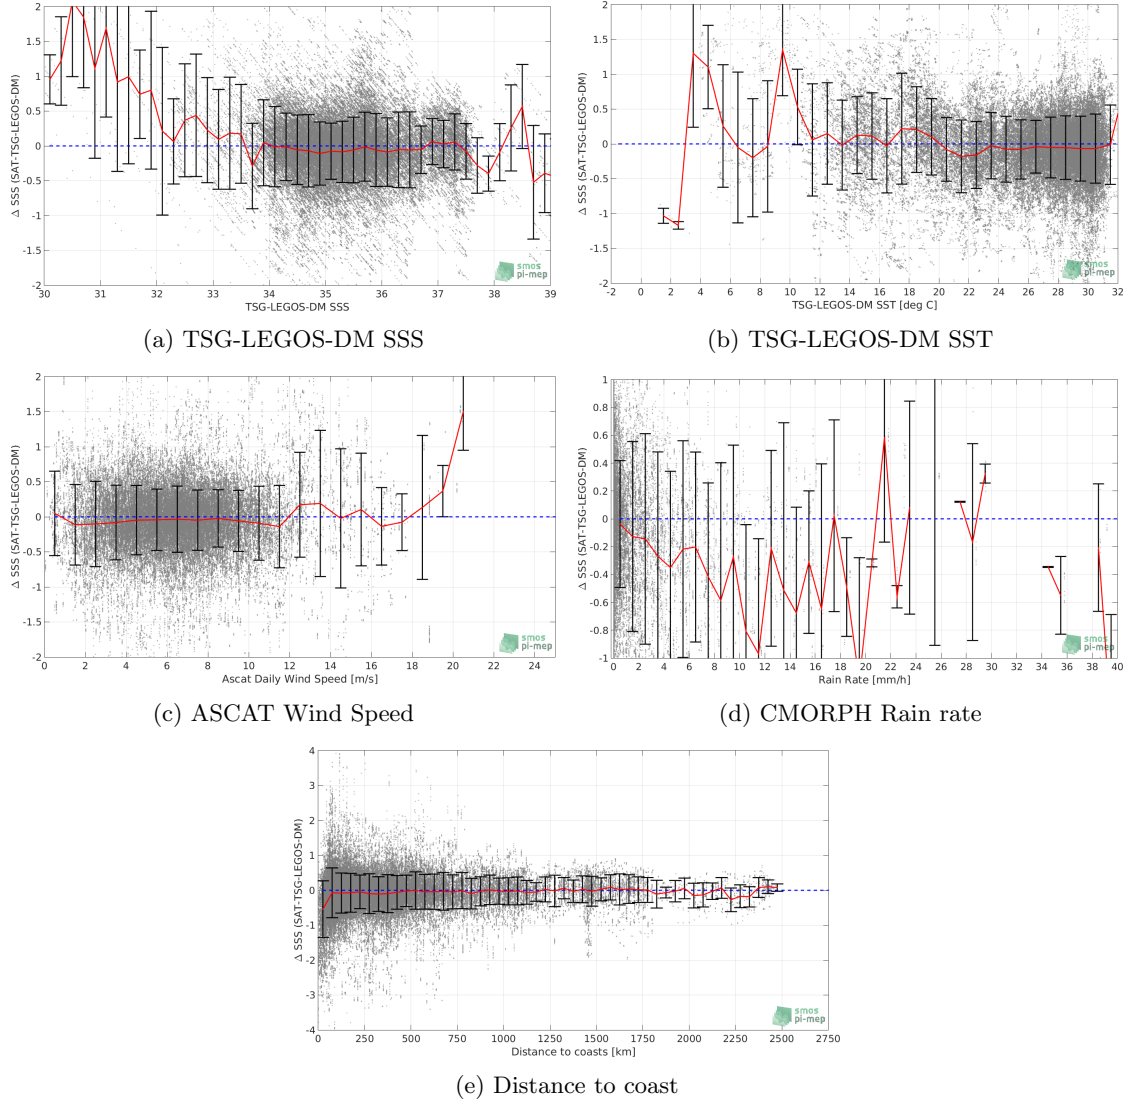 2
1.5
1
0.5
0
-0.5
-1
-1.5
-2
Δ SSS (SAT-TSG-LEGOS-DM)
30 31 32 33 34 35 36 37 38 39
TSG-LEGOS-DM SSS
smos
pi-mep
(a) TSG-LEGOS-DM SSS
2
1.5
1
0.5
0
-0.5
-1
-1.5
-2
Δ SSS (SAT-TSG-LEGOS-DM)
-2 0 2 4 6 8 10 12 14 16 18 20 22 24 26 28 30 32
TSG-LEGOS-DM SST [deg C]
smos
pi-mep
(b) TSG-LEGOS-DM SST
2
1.5
1
0.5
0
-0.5
-1
-1.5
-2
Δ SSS (SAT-TSG-LEGOS-DM)
0 2 4 6 8 10 12 14 16 18 20 22 24
Ascat Daily Wind Speed [m/s]
smos
pi-mep
(c) ASCAT Wind Speed
1
0.8
0.6
0.4
0.2
0
-0.2
-0.4
-0.6
-0.8
-1
Δ SSS (SAT-TSG-LEGOS-DM)
0 2 4 6 8 10 12 14 16 18 20 22 24 26 28 30 32 34 36 38 40
Rain Rate [mm/h]
smos
pi-mep
(d) CMORPH Rain rate
4
3
2
1
0
-1
-2
-3
-4
Δ SSS (SAT-TSG-LEGOS-DM)
0 250 500 750 1000 1250 1500 1750 2000 2250 2500 2750
Distance to coasts [km]
smos
pi-mep
(e) Distance to coast